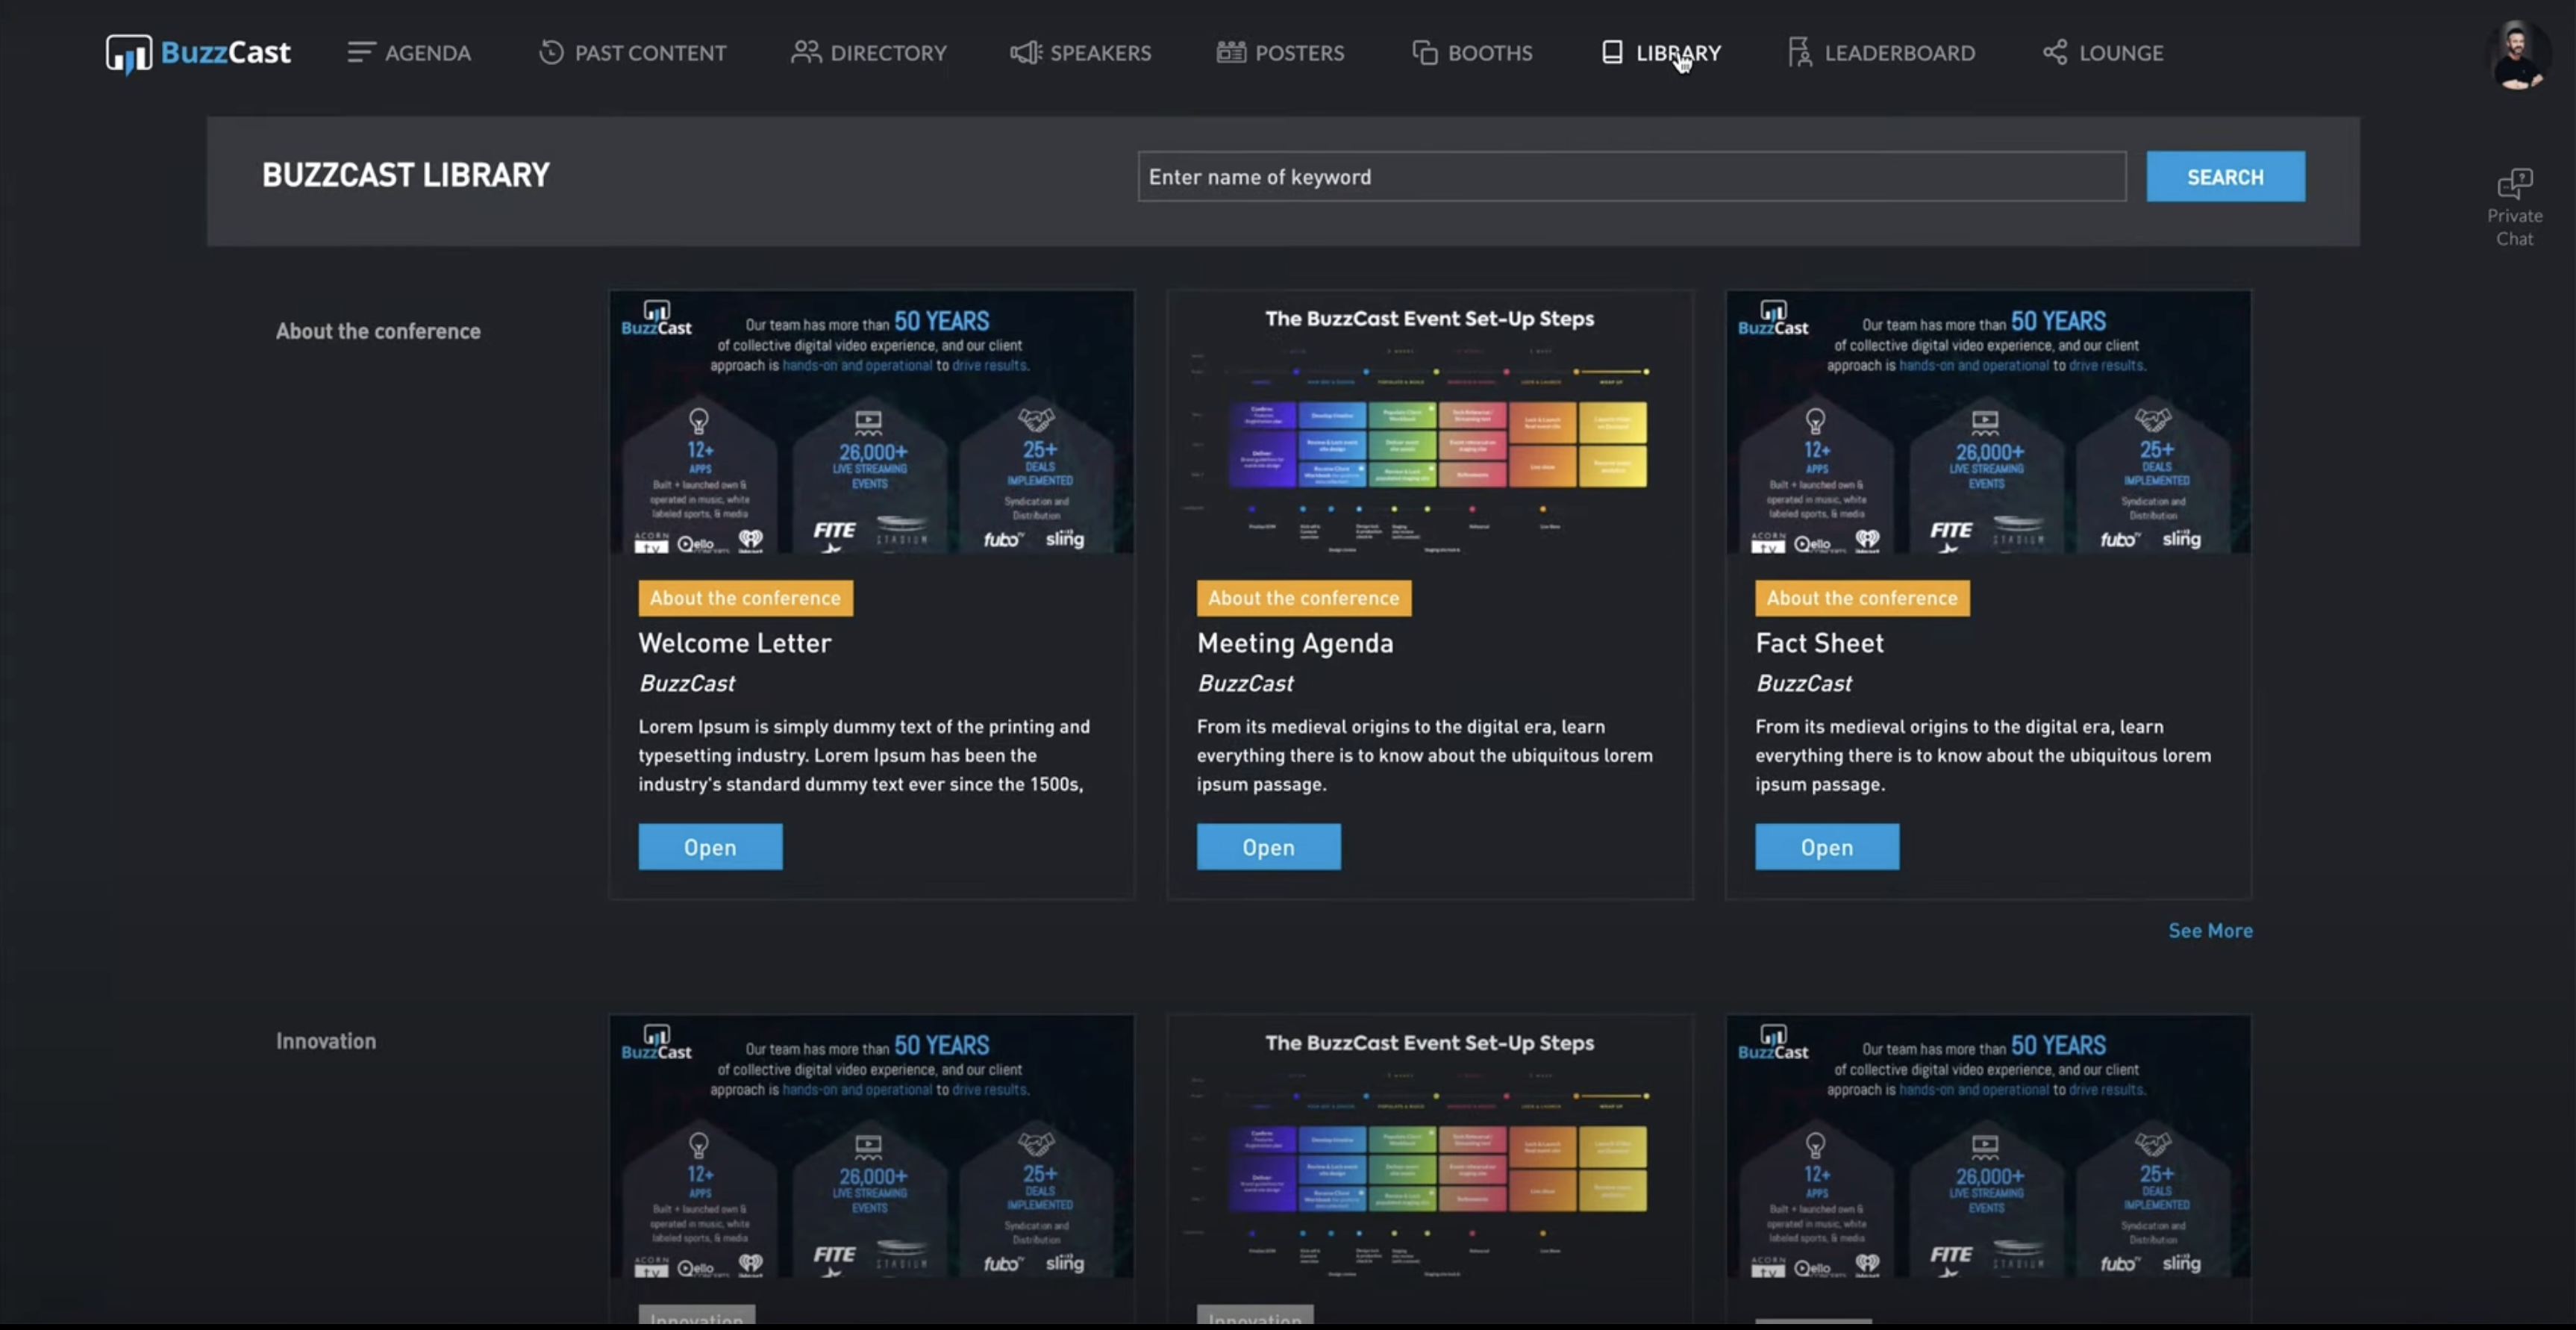 BuzzCast
AGENDA
PAST CONTENT
DIRECTORY
SPEAKERS
POSTERS
BOOTHS
LIBRARY
LEADERBOARD
LOUNGE
BUZZCAST LIBRARY
Enter name of keyword
SEARCH
Private
Chat
About the conference
BuzzCast
Our team has more than 50 YEARS
of collective digital video experience, and our client
approach is hands-on and operational to drive results.
12+
APPS
Built + launched own &
operated in music, white
labeled sports, & media
ACORN
tv
Qello
26,000+
LIVE STREAMING
EVENTS
FITE
STADIUM
25+
DEALS
IMPLEMENTED
Syndication and
Distribution
fubo
sling
About the conference
Welcome Letter
BuzzCast
Lorem Ipsum is simply dummy text of the printing and
typesetting industry. Lorem Ipsum has been the
industry's standard dummy text ever since the 1500s,
Open
The BuzzCast Event Set-Up Steps
About the conference
Meeting Agenda
BuzzCast
From its medieval origins to the digital era, learn
everything there is to know about the ubiquitous lorem
ipsum passage.
Open
BuzzCast
Our team has more than 50 YEARS
of collective digital video experience, and our client
approach is hands-on and operational to drive results.
12+
APPS
Built + launched own &
operated in music, white
labeled sports, & media
ACORN
tv
Qello
26,000+
LIVE STREAMING
EVENTS
FITE
STADIUM
25+
DEALS
IMPLEMENTED
Syndication and
Distribution
fubo
sling
About the conference
Fact Sheet
BuzzCast
From its medieval origins to the digital era, learn
everything there is to know about the ubiquitous lorem
ipsum passage.
Open
See More
Innovation
BuzzCast
Our team has more than 50 YEARS
of collective digital video experience, and our client
approach is hands-on and operational to drive results.
12+
APPS
Built + launched own &
operated in music, white
labeled sports, & media
ACORN
tv
Qello
26,000+
LIVE STREAMING
EVENTS
FITE
STADIUM
25+
DEALS
IMPLEMENTED
Syndication and
Distribution
fubo
sling
Innovation
The BuzzCast Event Set-Up Steps
Innovation
BuzzCast
Our team has more than 50 YEARS
of collective digital video experience, and our client
approach is hands-on and operational to drive results.
12+
APPS
Built + launched own &
operated in music, white
labeled sports, & media
ACORN
tv
Qello
26,000+
LIVE STREAMING
EVENTS
FITE
STADIUM
25+
DEALS
IMPLEMENTED
Syndication and
Distribution
fubo
sling